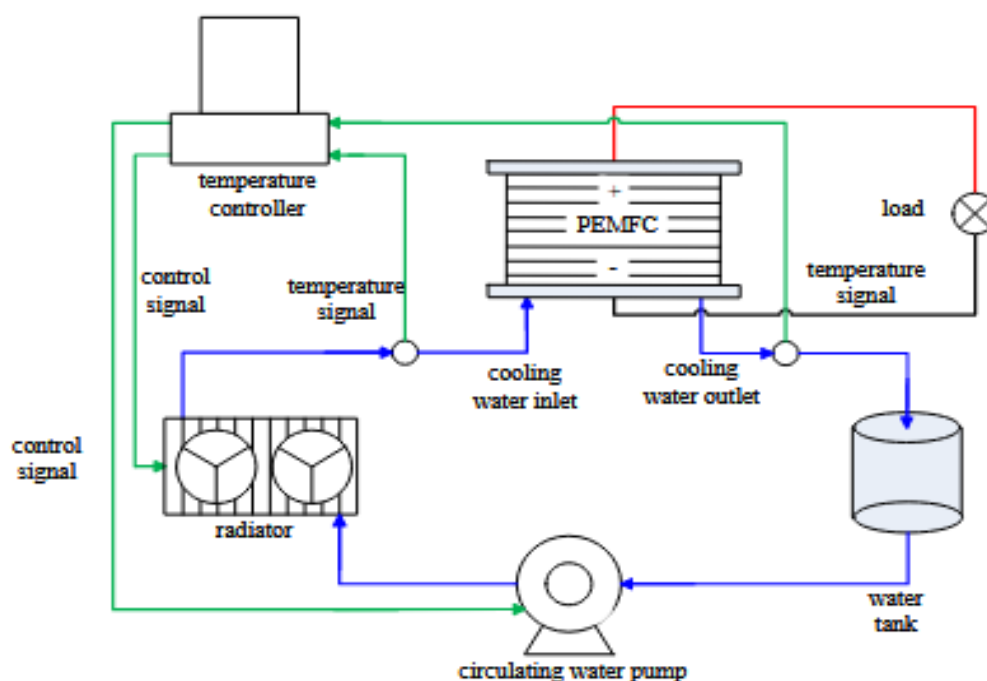 temperature
controller
+
PEMFC
-
load
control
signal
temperature
signal
temperature
signal
cooling
water inlet
cooling
water outlet
control
signal
radiator
water
tank
circulating water pump